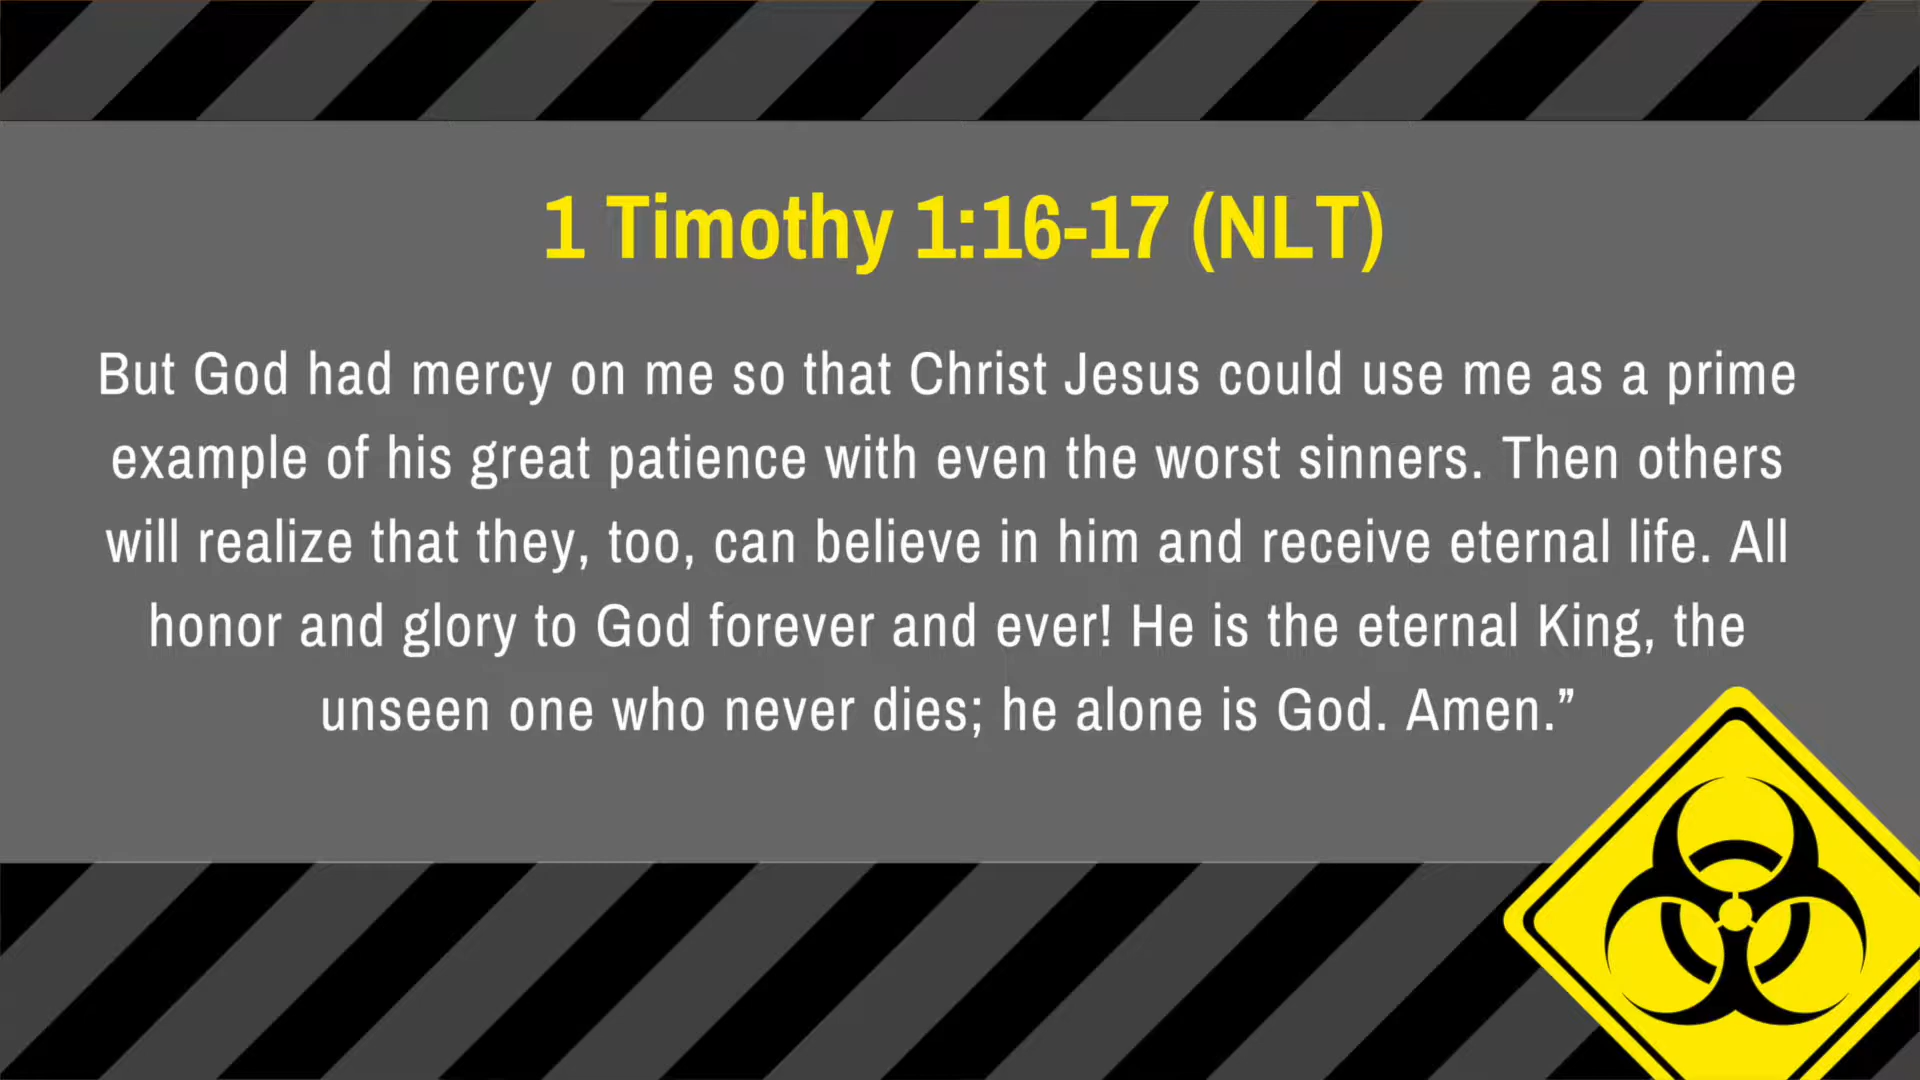 1 Timothy 1:16-17 (NLT)
But God had mercy on me so that Christ Jesus could use me as a prime
example of his great patience with even the worst sinners. Then others
will realize that they, too, can believe in him and receive eternal life. All
honor and glory to God forever and ever! He is the eternal King, the
unseen one who never dies; he alone is God. Amen.”